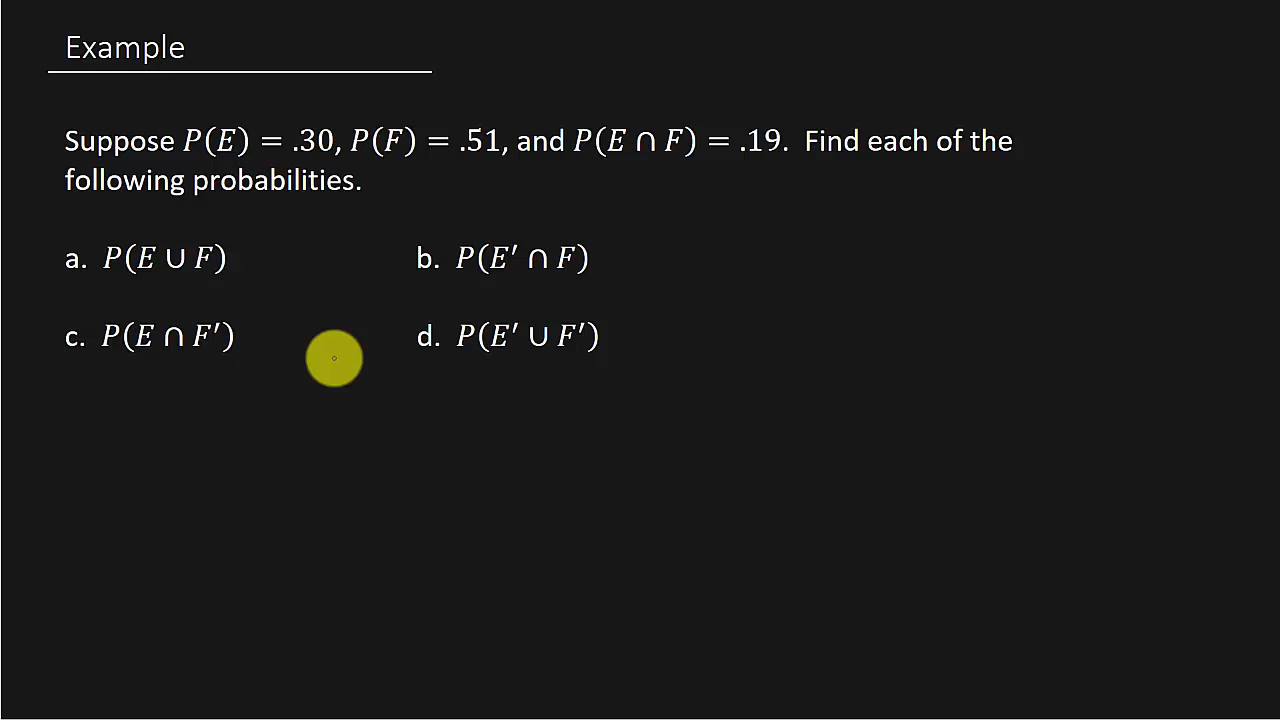 Example
Suppose P(E) = .30, P(F) = .51, and P(E ∩ F) = .19. Find each of the
following probabilities.
a. P(E ∪ F) b. P(E′ ∩ F)
c. P(E ∩ F′) d. P(E′ ∪ F′)